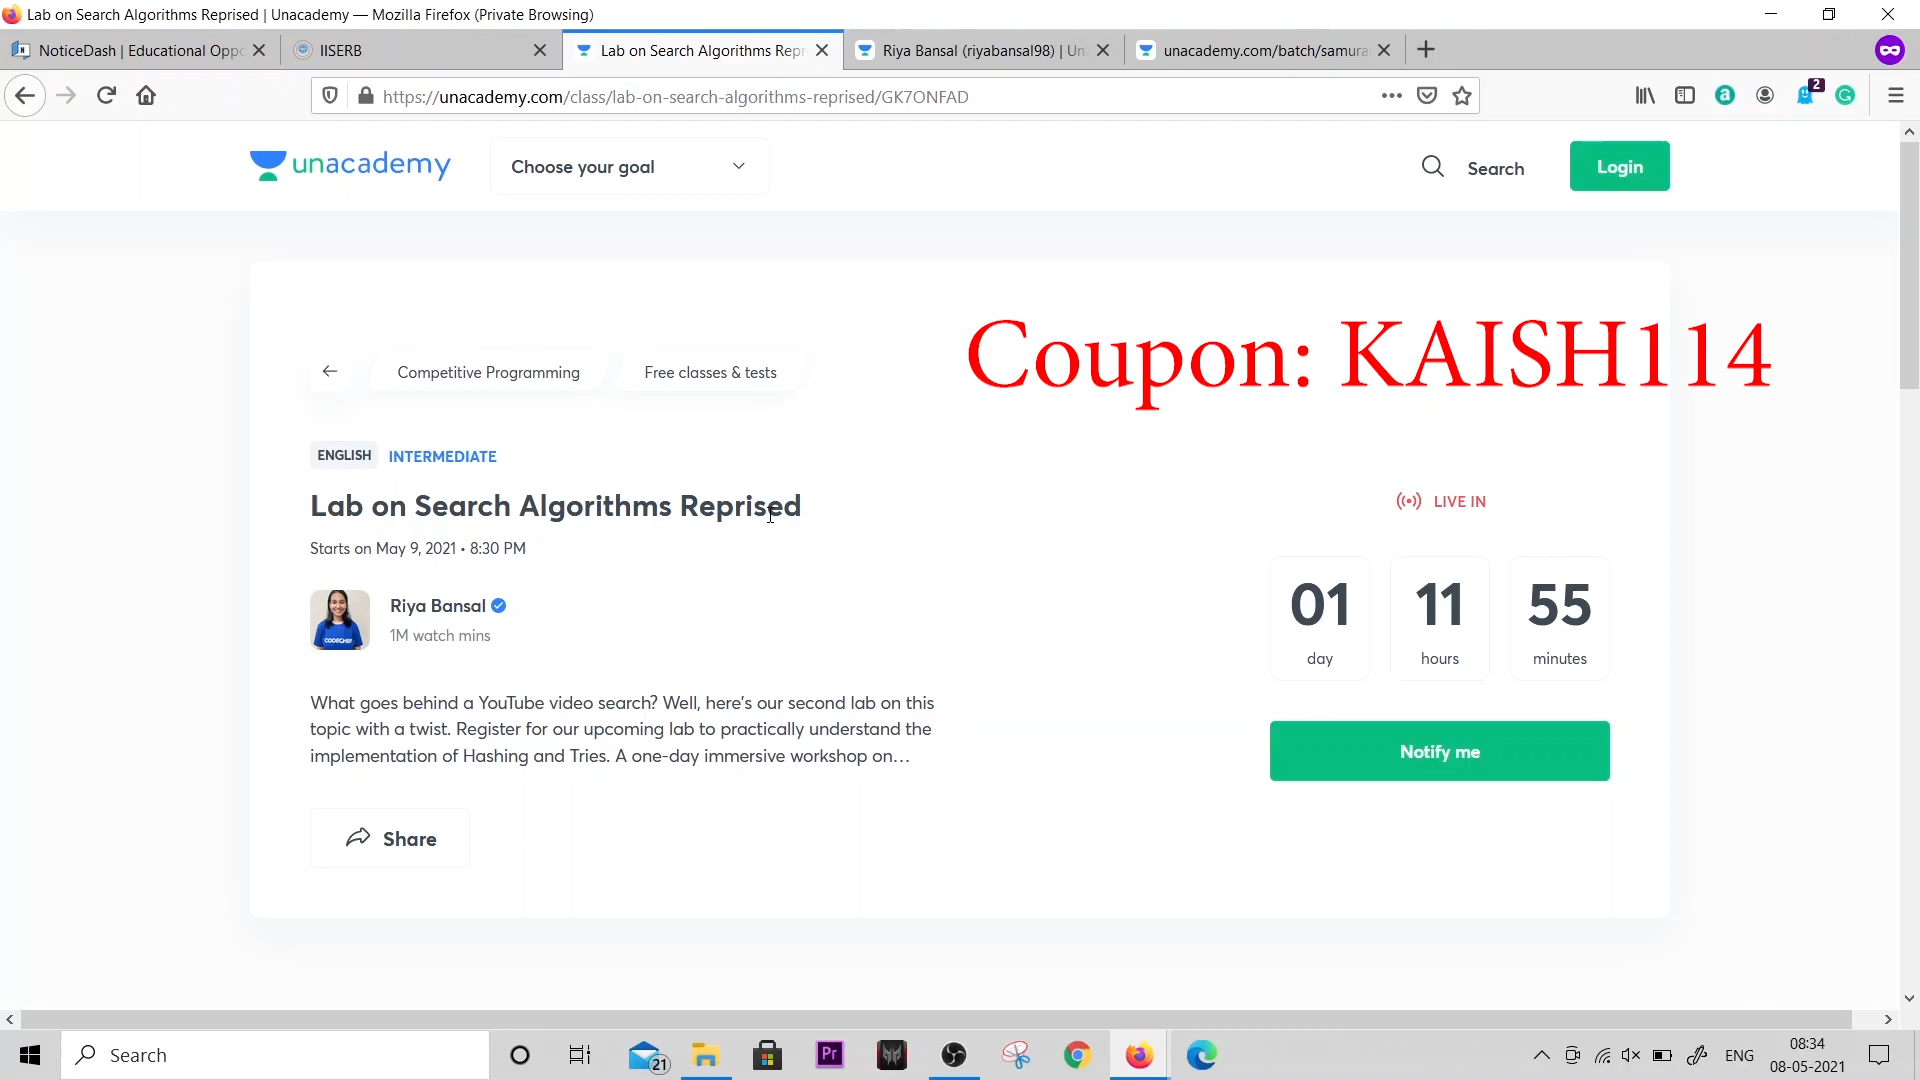 Lab on Search Algorithms Reprised | Unacademy — Mozilla Firefox (Private Browsing)
NoticeDash | Educational Oppo
IISERB
Lab on Search Algorithms Repr
Riya Bansal (riyabansal98) | Un
unacademy.com/batch/samura
https://unacademy.com/class/lab-on-search-algorithms-reprised/GK7ONFAD
2
unacademy
Choose your goal
Search
Login
Coupon: KAISH114
Competitive Programming
Free classes & tests
ENGLISH
INTERMEDIATE
Lab on Search Algorithms Reprised
Starts on May 9, 2021 • 8:30 PM
Riya Bansal
1M watch mins
CODECHEF
LIVE IN
01
11
55
day
hours
minutes
What goes behind a YouTube video search? Well, here's our second lab on this
topic with a twist. Register for our upcoming lab to practically understand the
implementation of Hashing and Tries. A one-day immersive workshop on...
Notify me
Share
Search
21
Pr
ENG
08:34
08-05-2021